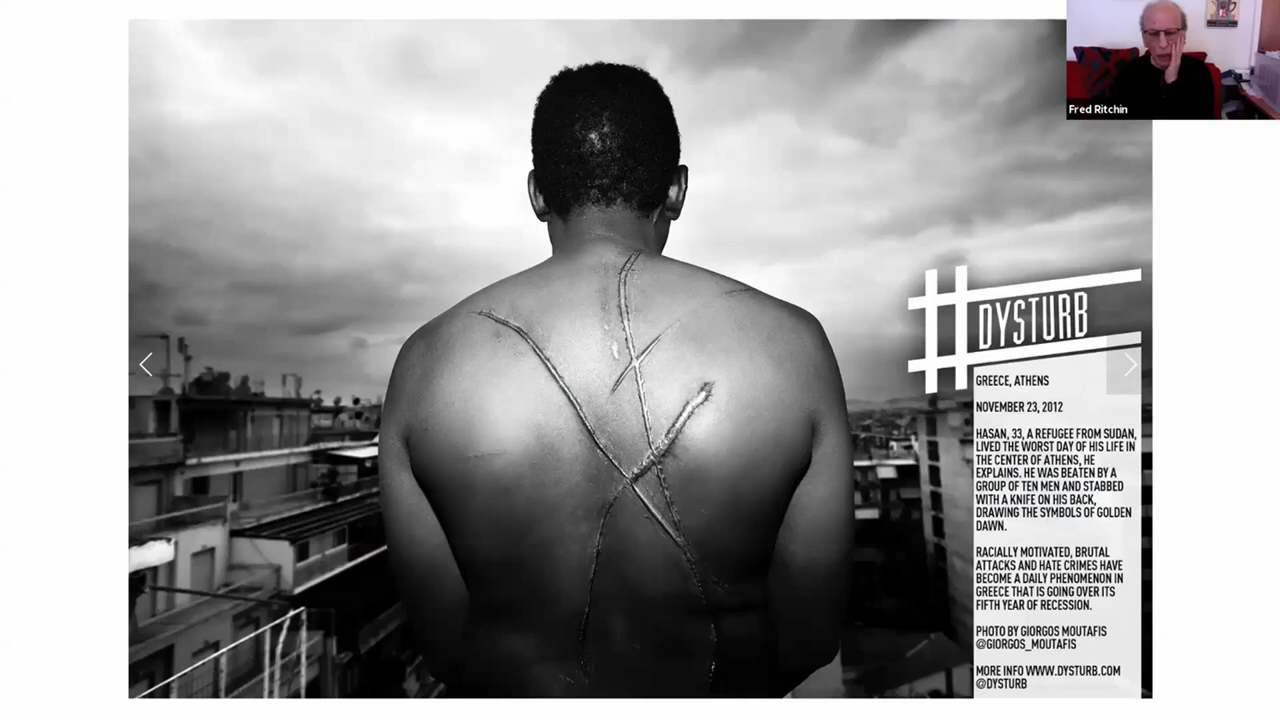 Fred Ritchin
#DYSTURB
GREECE, ATHENS
NOVEMBER 23, 2012
HASAN, 33, A REFUGEE FROM SUDAN,
LIVED THE WORST DAY OF HIS LIFE IN
THE CENTER OF ATHENS, HE
EXPLAINS. HE WAS BEATEN BY A
GROUP OF TEN MEN AND STABBED
WITH A KNIFE ON HIS BACK,
DRAWING THE SYMBOLS OF GOLDEN
DAWN.
RACIALLY MOTIVATED, BRUTAL
ATTACKS AND HATE CRIMES HAVE
BECOME A DAILY PHENOMENON IN
GREECE THAT IS GOING OVER ITS
FIFTH YEAR OF RECESSION.
PHOTO BY GIORGOS MOUTAFIS
@GIORGOS_MOUTAFIS
MORE INFO WWW.DYSTURB.COM
@DYSTURB